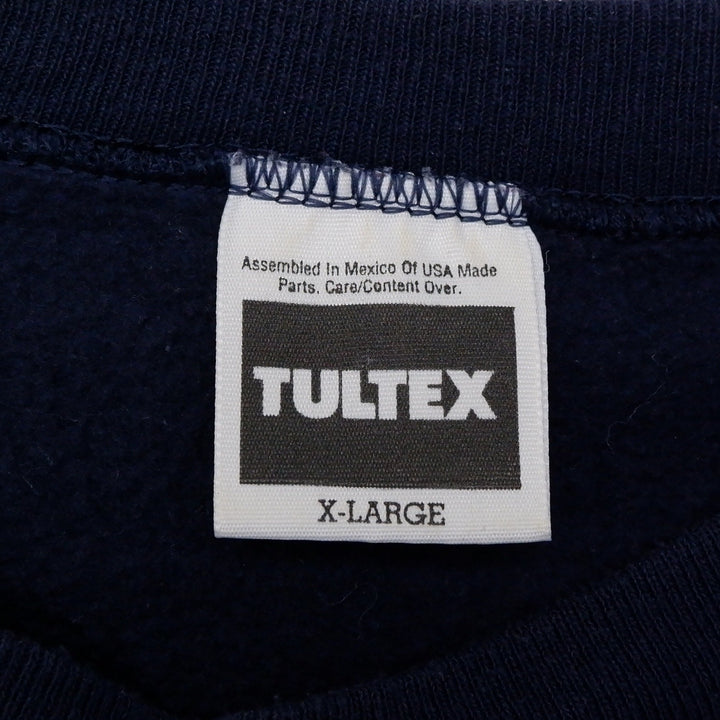 Assembled In Mexico Of USA Made
Parts. Care/Content Over.
TULTEX
X-LARGE